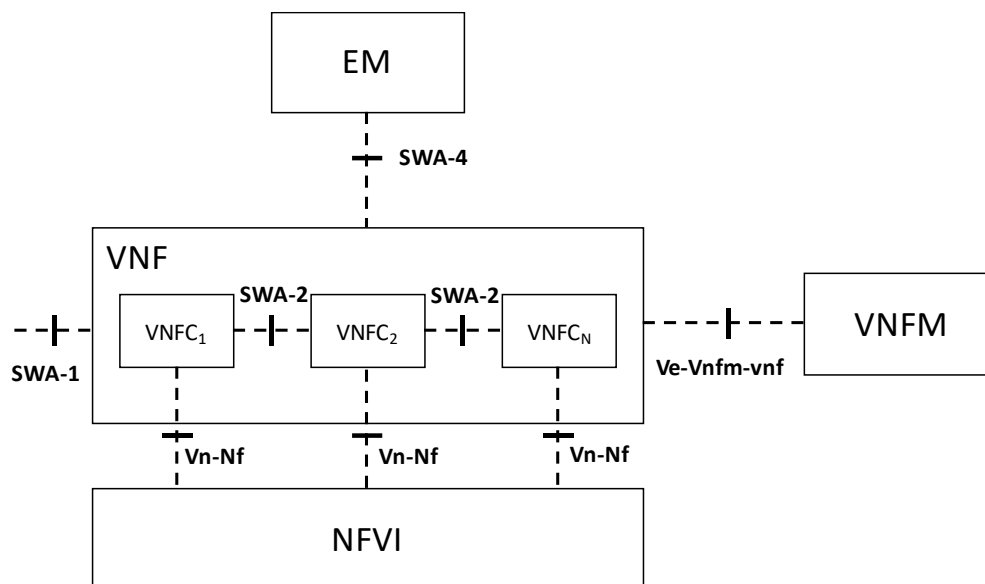 EM
SWA-4
VNF
SWA-2
SWA-2
VNFC₁
VNFC₂
VNFCN
VNFM
SWA-1
Ve-Vnfm-vnf
Vn-Nf
Vn-Nf
Vn-Nf
NFVI